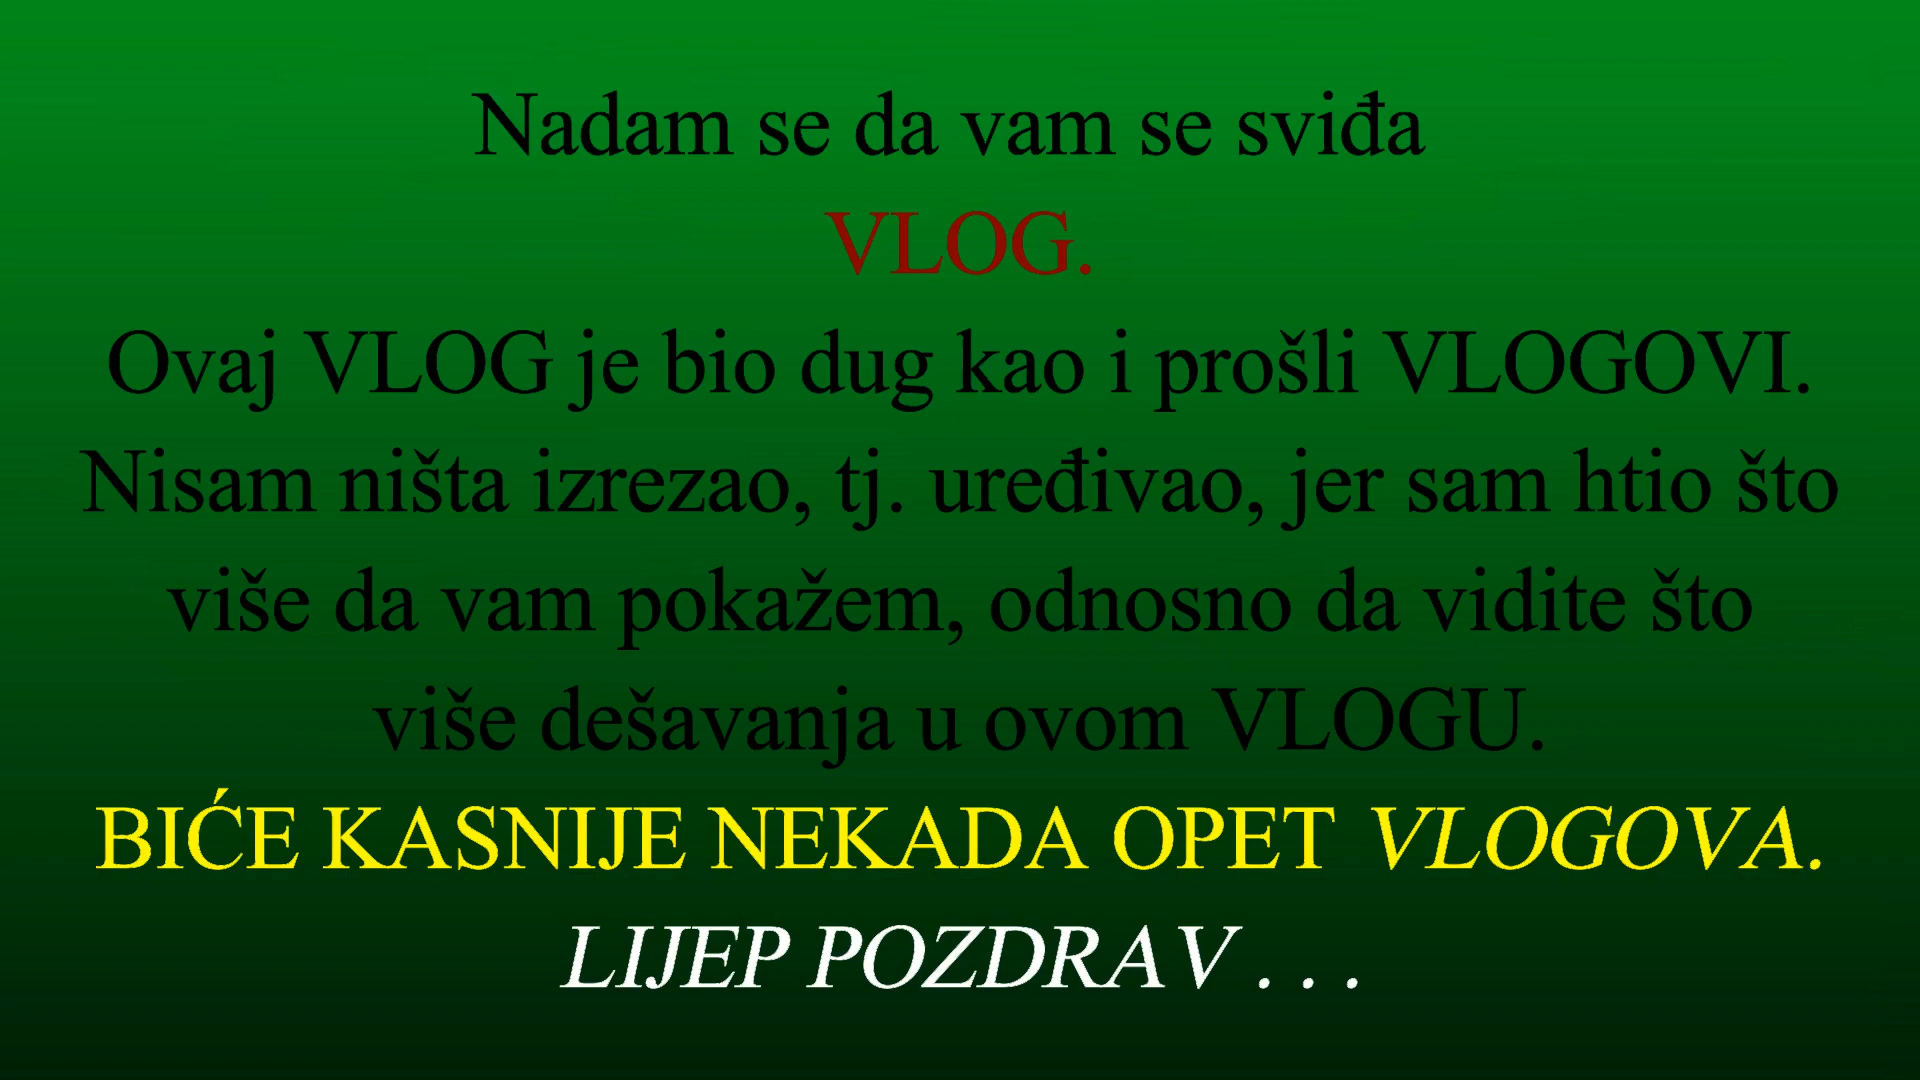 Nadam se da vam se sviđa
VLOG.
Ovaj VLOG je bio dug kao i prošli VLOGOVI.
Nisam ništa izrezao, tj. uređivao, jer sam htio što
više da vam pokažem, odnosno da vidite što
više dešavanja u ovom VLOGU.
BIĆE KASNIJE NEKADA OPET VLOGOVA.
LIJEP POZDRAV . . .